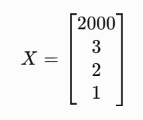 X = [2000
3
2
1]